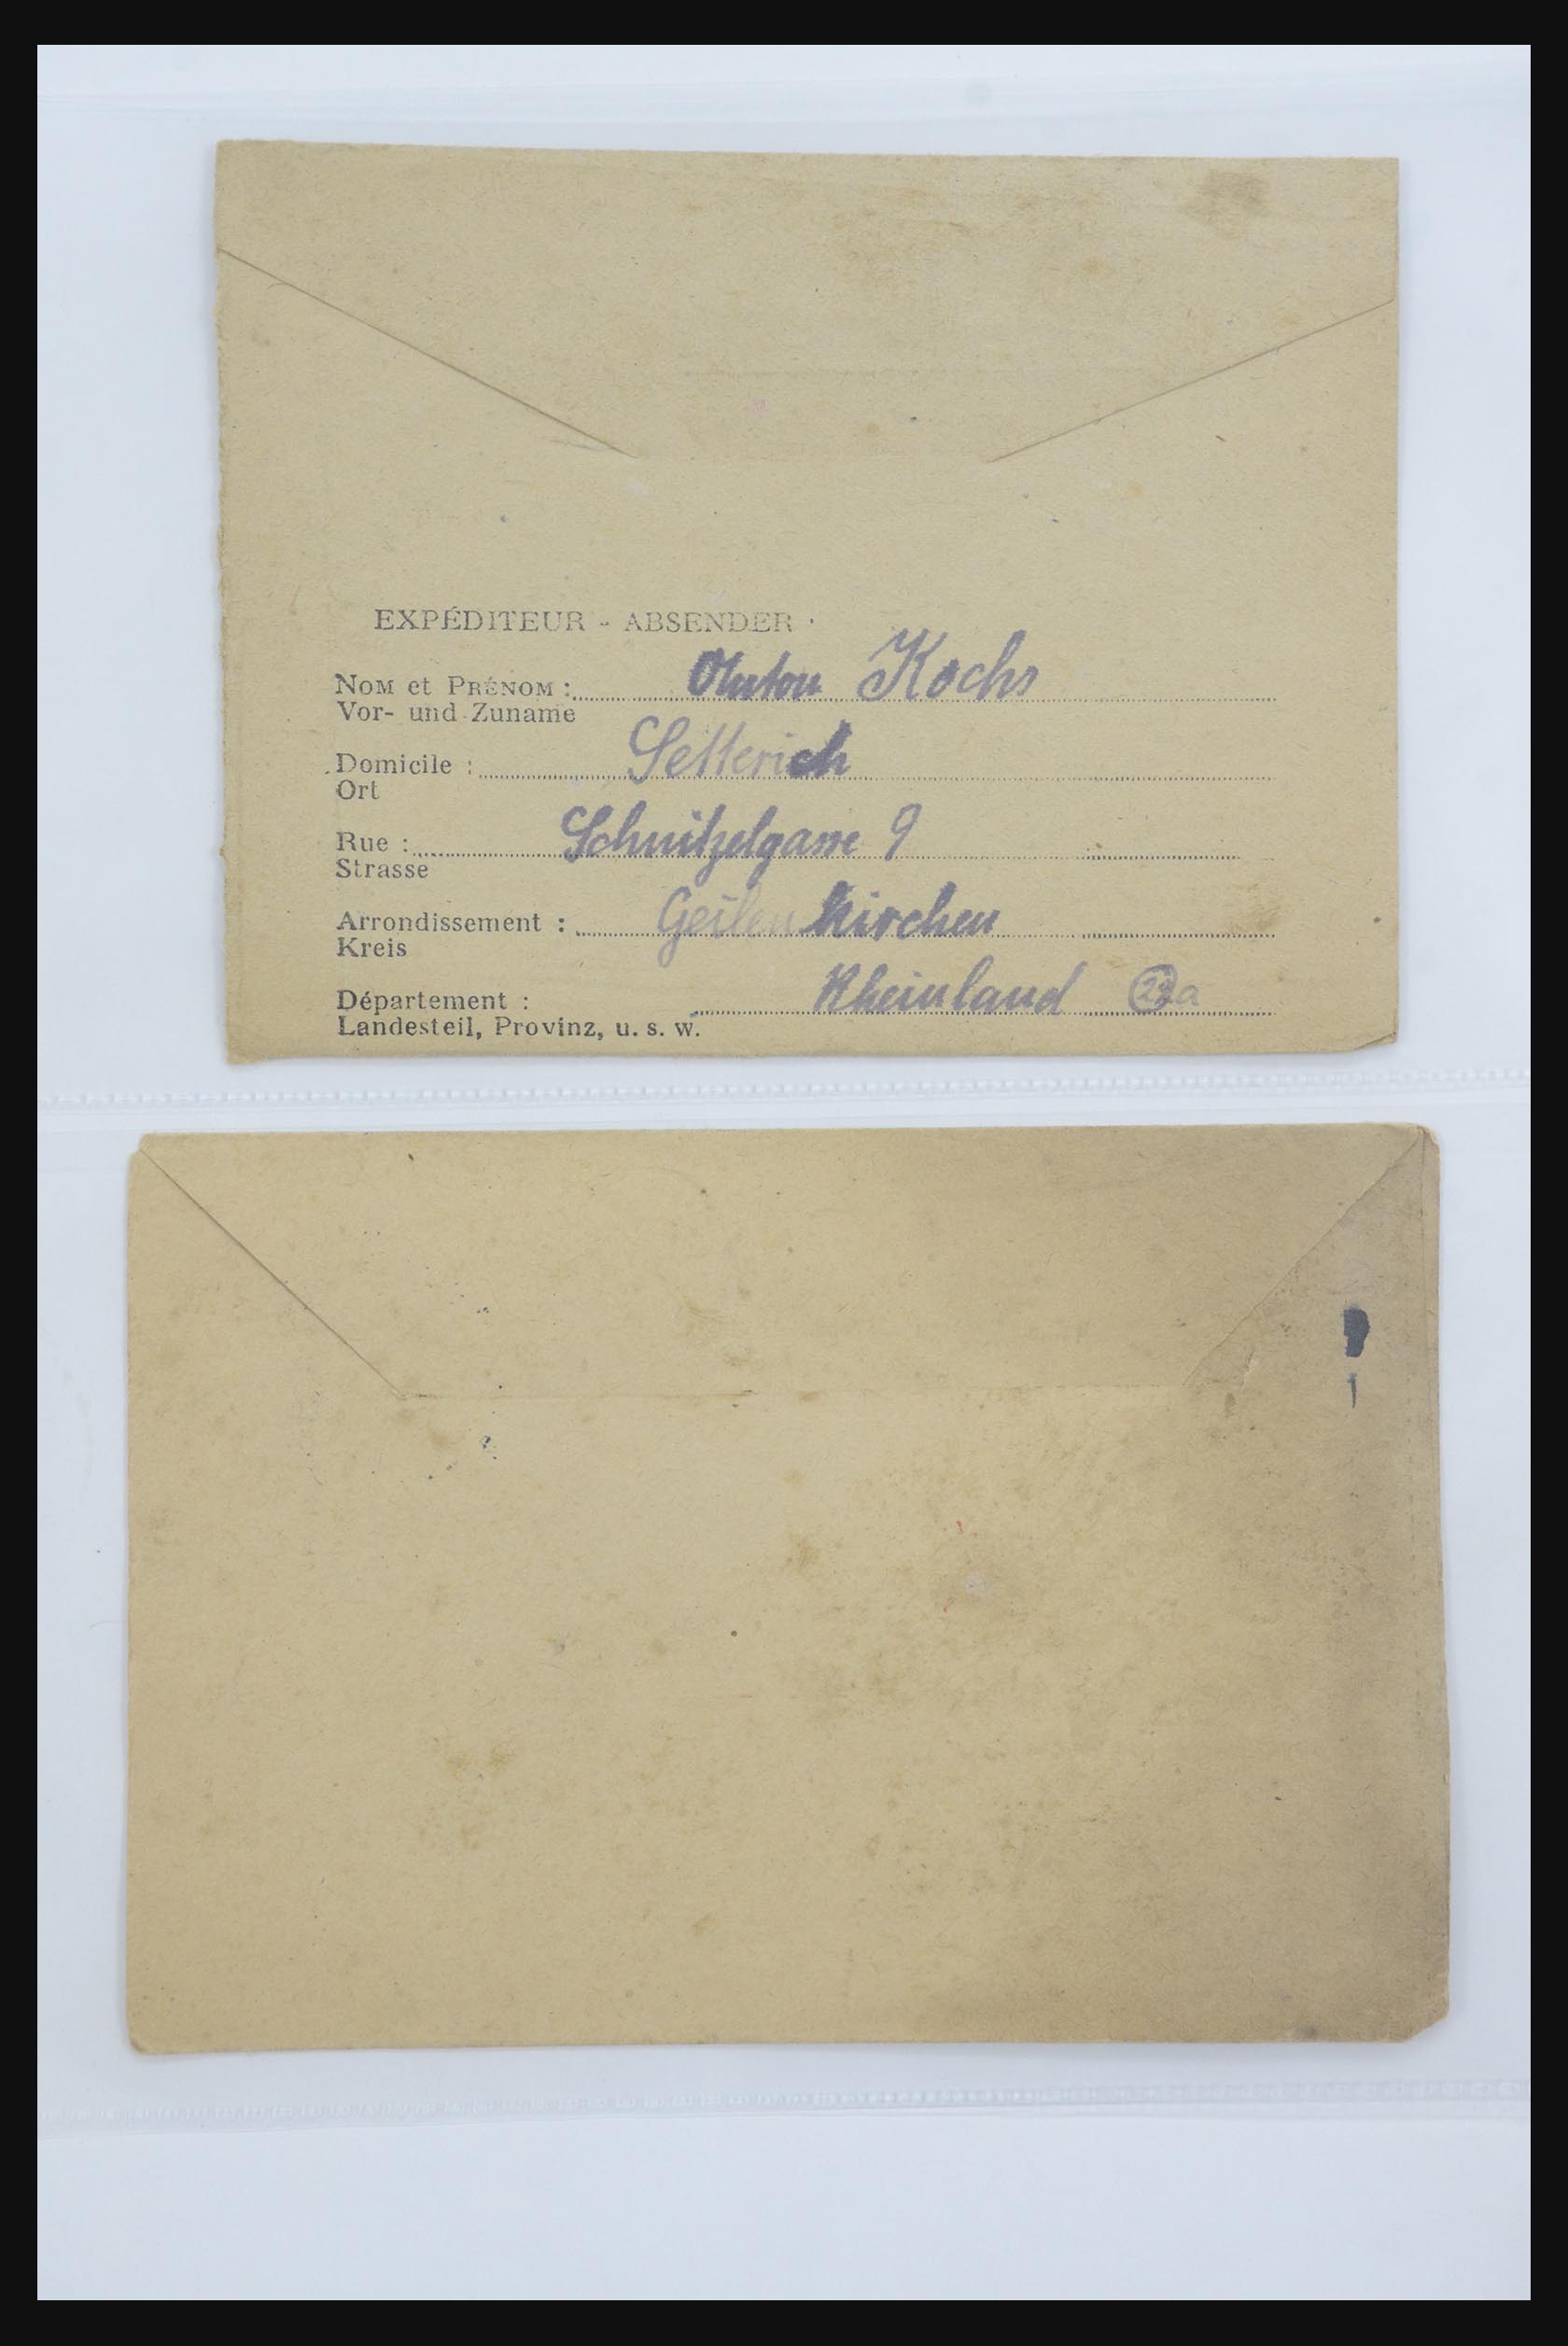 EXPÉDITEUR - ABSENDER
NOM et PRÉNOM : Anton Kochs
Vor- und Zuname
Domicile : Setterich
Ort
Rue : Schnitzelgasse 9
Strasse
Arrondissement : Geilenkirchen
Kreis
Département : Rheinland 22a
Landesteil, Provinz, u. s. w.